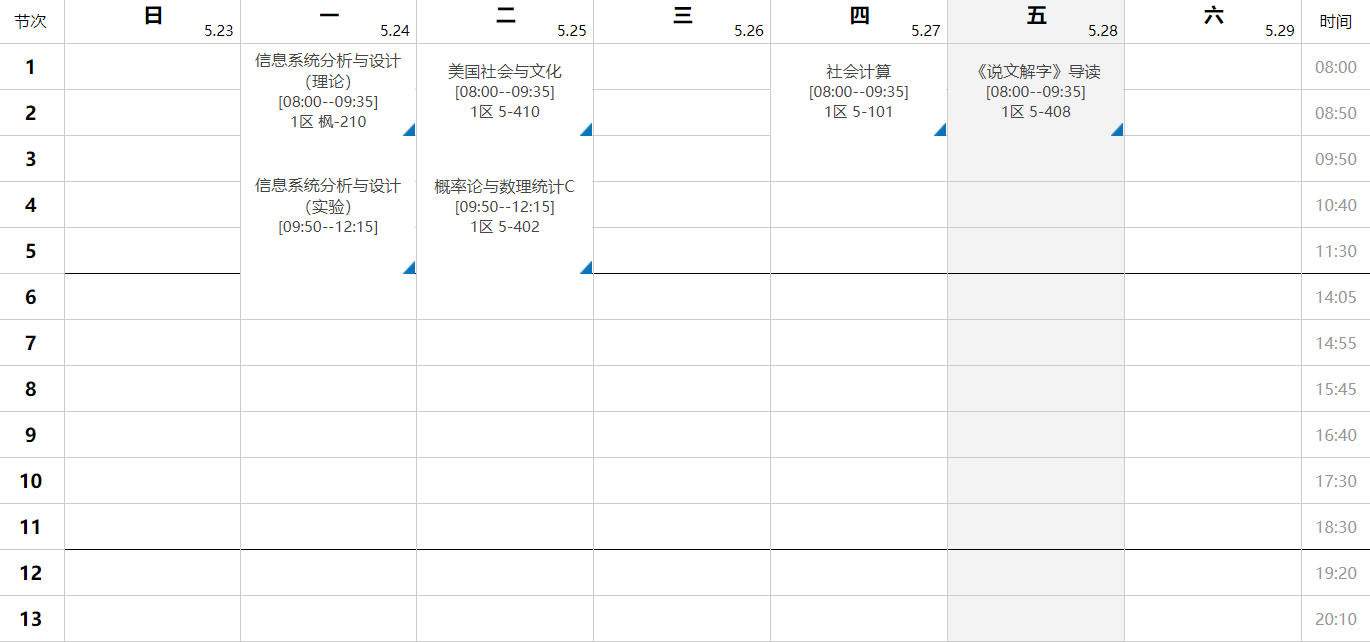 节次 日 5.23 一 5.24 二 5.25 三 5.26 四 5.27 五 5.28 六 5.29 时间
1 08:00
信息系统分析与设计
(理论)
[08:00--09:35]
1区 枫-210
美国社会与文化
[08:00--09:35]
1区 5-410
社会计算
[08:00--09:35]
1区 5-101
《说文解字》导读
[08:00--09:35]
1区 5-408
2 08:50
3 09:50
信息系统分析与设计
(实验)
[09:50--12:15]
概率论与数理统计C
[09:50--12:15]
1区 5-402
4 10:40
5 11:30
6 14:05
7 14:55
8 15:45
9 16:40
10 17:30
11 18:30
12 19:20
13 20:10